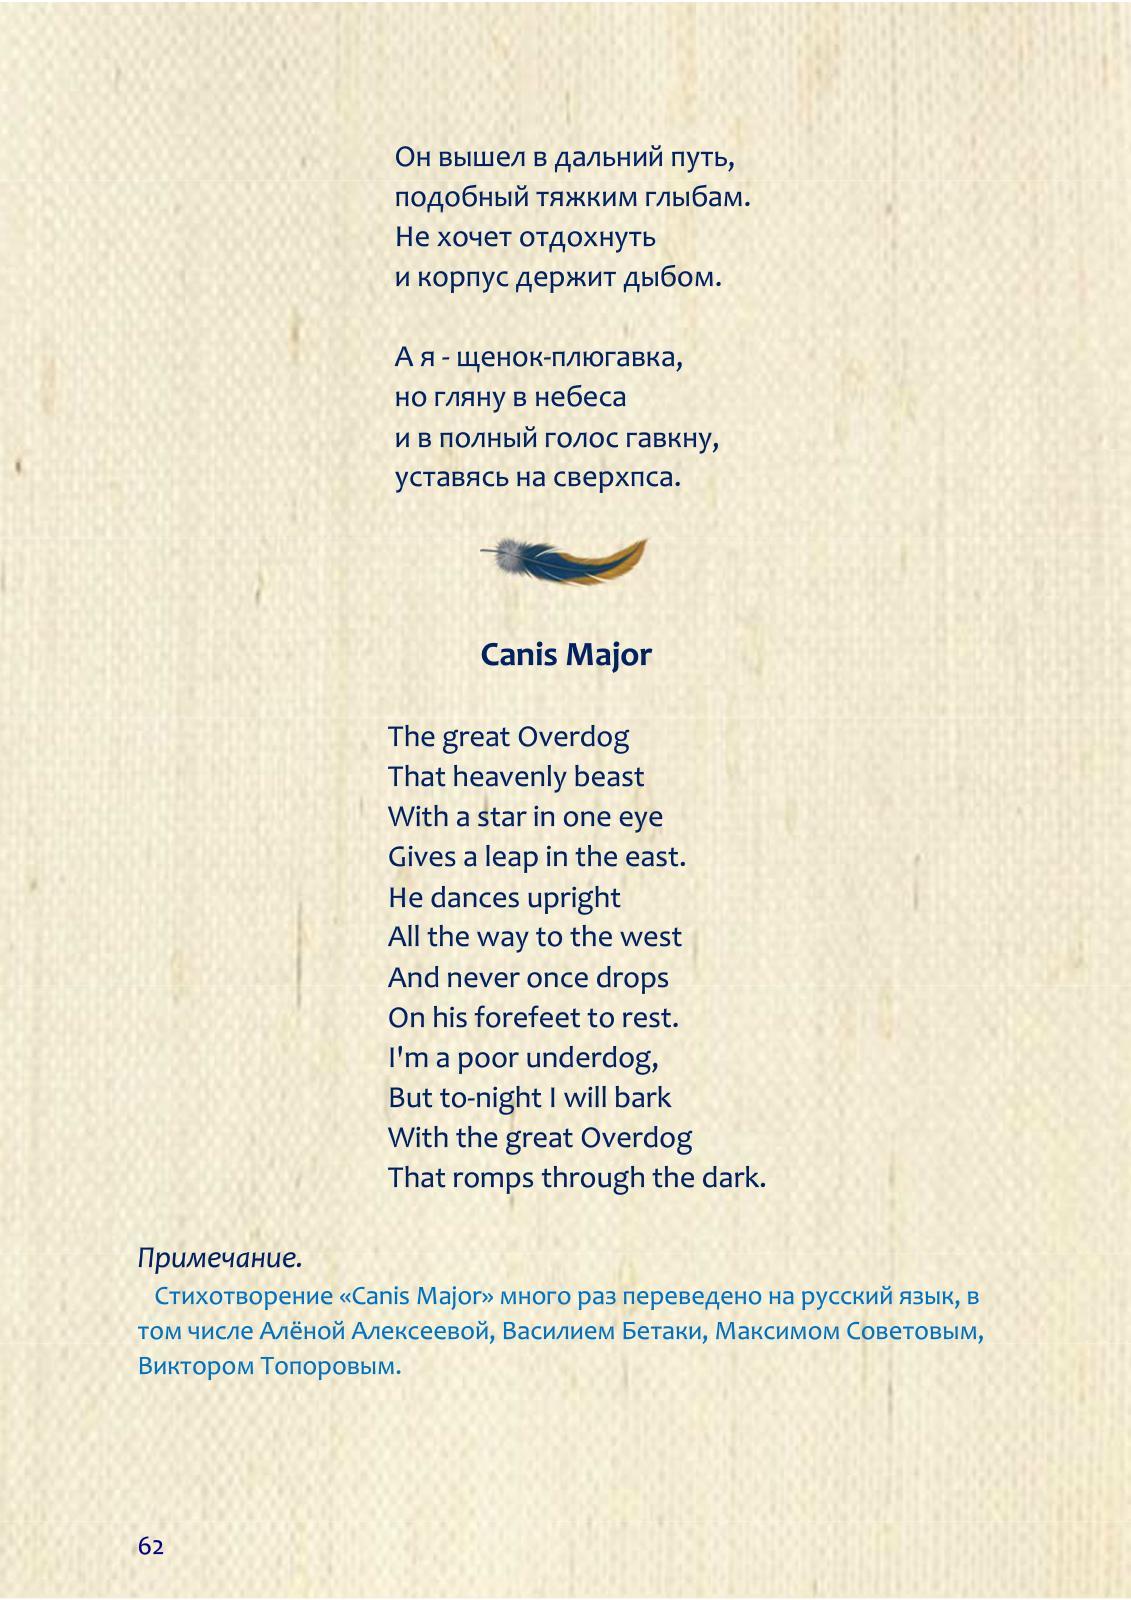 Он вышел в дальний путь,
подобный тяжким глыбам.
Не хочет отдохнуть
и корпус держит дыбом.
А я - щенок-плюгавка,
но гляну в небеса
и в полный голос гавкну,
уставясь на сверхпса.
Canis Major
The great Overdog
That heavenly beast
With a star in one eye
Gives a leap in the east.
He dances upright
All the way to the west
And never once drops
On his forefeet to rest.
I'm a poor underdog,
But to-night I will bark
With the great Overdog
That romps through the dark.
Примечание.
Стихотворение «Canis Major» много раз переведено на русский язык, в
том числе Алёной Алексеевой, Василием Бетаки, Максимом Советовым,
Виктором Топоровым.
62